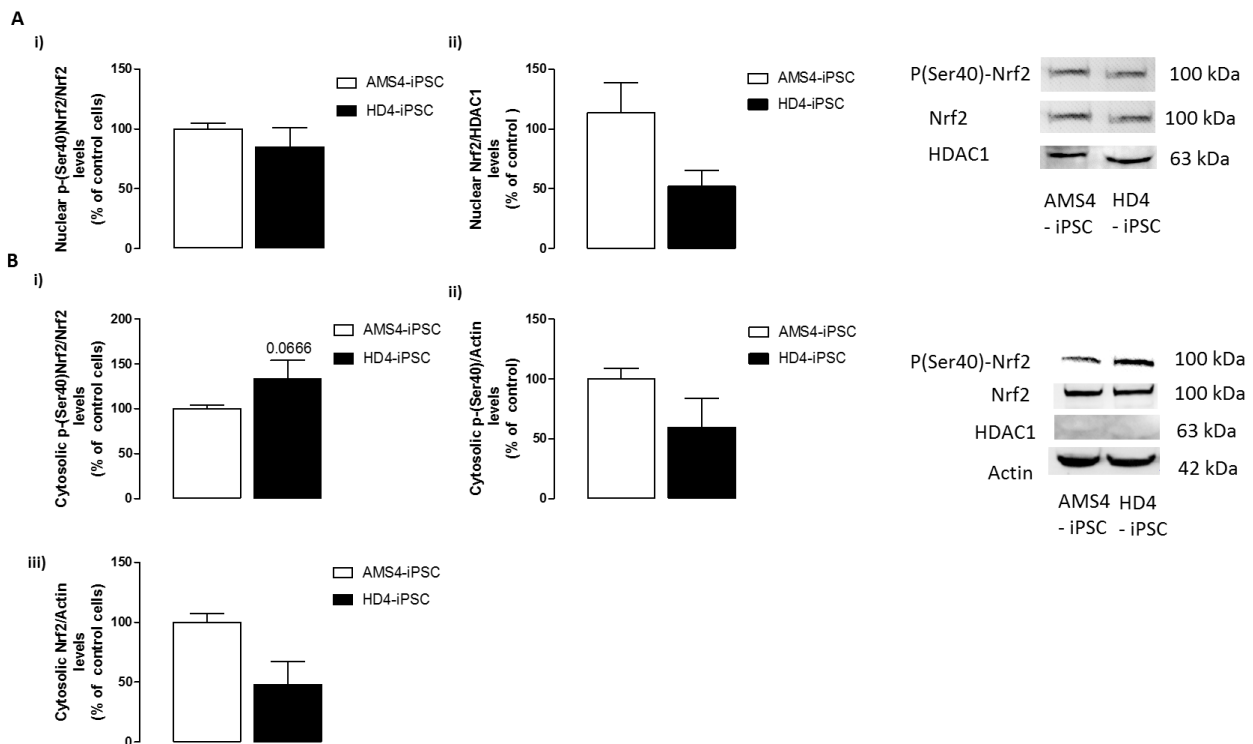 A
i)
Nuclear p-(Ser40)Nrf2/Nrf2
levels
(% of control cells)
150
100
50
0
AMS4-iPSC
HD4-iPSC
ii)
Nuclear Nrf2/HDAC1
levels
(% of control )
150
100
50
0
AMS4-iPSC
HD4-iPSC
P(Ser40)-Nrf2 100 kDa
Nrf2 100 kDa
HDAC1 63 kDa
AMS4 HD4
- iPSC - iPSC
B
i)
Cytosolic p-(Ser40)Nrf2/Nrf2
levels
(% of control cells)
200
150
100
50
0
0.0666
AMS4-iPSC
HD4-iPSC
ii)
Cytosolic p-(Ser40)/Actin
levels
(% of control)
150
100
50
0
AMS4-iPSC
HD4-iPSC
P(Ser40)-Nrf2 100 kDa
Nrf2 100 kDa
HDAC1 63 kDa
Actin 42 kDa
AMS4 HD4
- iPSC - iPSC
iii)
Cytosolic Nrf2/Actin
levels
(% of control cells)
150
100
50
0
AMS4-iPSC
HD4-iPSC